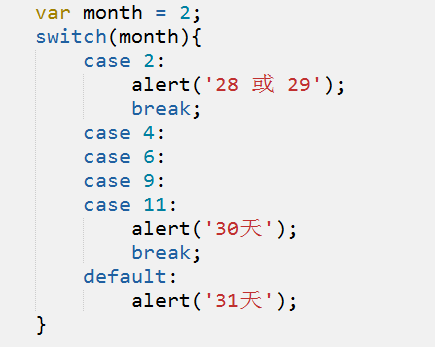 var month = 2;
switch(month){
    case 2:
        alert('28 或 29');
        break;
    case 4:
    case 6:
    case 9:
    case 11:
        alert('30天');
        break;
    default:
        alert('31天');
}